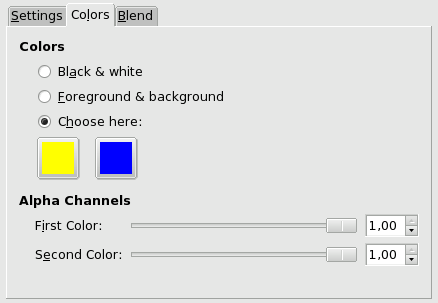 Settings Colors Blend
Colors
Black & white
Foreground & background
Choose here:
Alpha Channels
First Color: 1,00
Second Color: 1,00